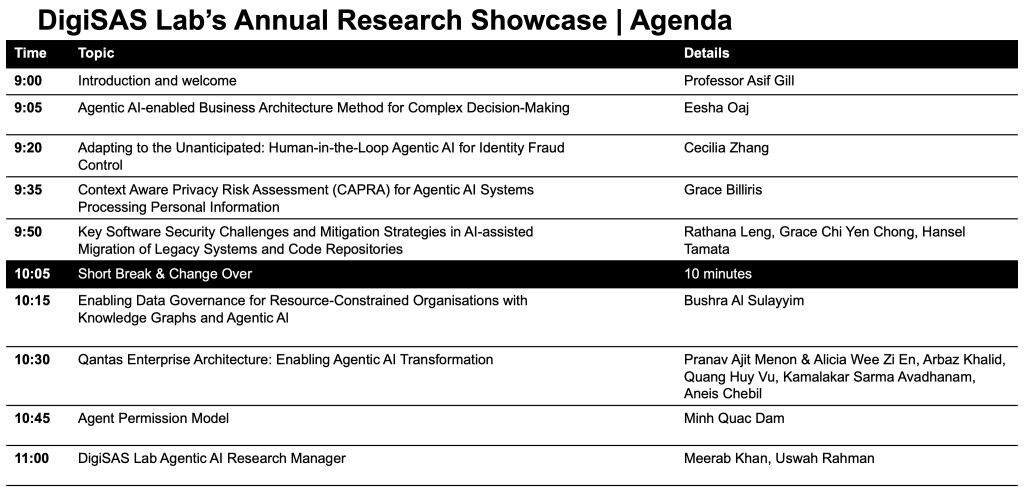 DigiSAS Lab's Annual Research Showcase | Agenda
Time Topic Details
9:00 Introduction and welcome Professor Asif Gill
9:05 Agentic AI-enabled Business Architecture Method for Complex Decision-Making Eesha Oaj
9:20 Adapting to the Unanticipated: Human-in-the-Loop Agentic AI for Identity Fraud Cecilia Zhang
Control
9:35 Context Aware Privacy Risk Assessment (CAPRA) for Agentic AI Systems Grace Billiris
Processing Personal Information
9:50 Key Software Security Challenges and Mitigation Strategies in AI-assisted Rathana Leng, Grace Chi Yen Chong, Hansel
Migration of Legacy Systems and Code Repositories Tamata
10:05 Short Break & Change Over 10 minutes
10:15 Enabling Data Governance for Resource-Constrained Organisations with Bushra Al Sulayyim
Knowledge Graphs and Agentic AI
10:30 Qantas Enterprise Architecture: Enabling Agentic AI Transformation Pranav Ajit Menon & Alicia Wee Zi En, Arbaz Khalid,
Quang Huy Vu, Kamalakar Sarma Avadhanam,
Aneis Chebil
10:45 Agent Permission Model Minh Quac Dam
11:00 DigiSAS Lab Agentic AI Research Manager Meerab Khan, Uswah Rahman